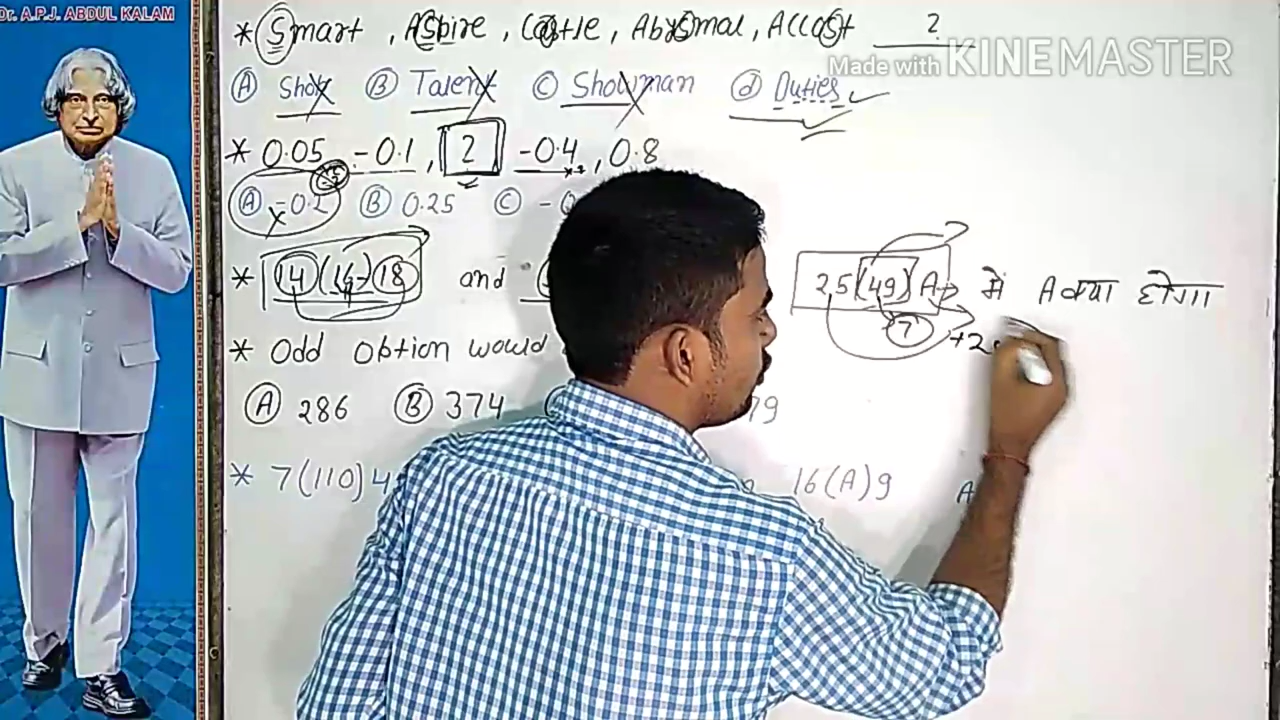 Dr. A.P.J. ABDUL KALAM
* Smart , Aspire , Castle , Abysmal , Accost 2
Made with KINEMASTER
Ⓐ Ⓑ Talent Ⓒ Showman ⓓ Duties
* 0.05 -0.1 , 2 -0.4 , 0.8
Ⓐ Ⓑ 0.25 Ⓒ
* 14 (16) 18 and 25 (49) A में A क्या होगा
7 +2
* Odd Option would
Ⓐ 286 Ⓑ 374 79
* 7(110)4 16(A)9 A